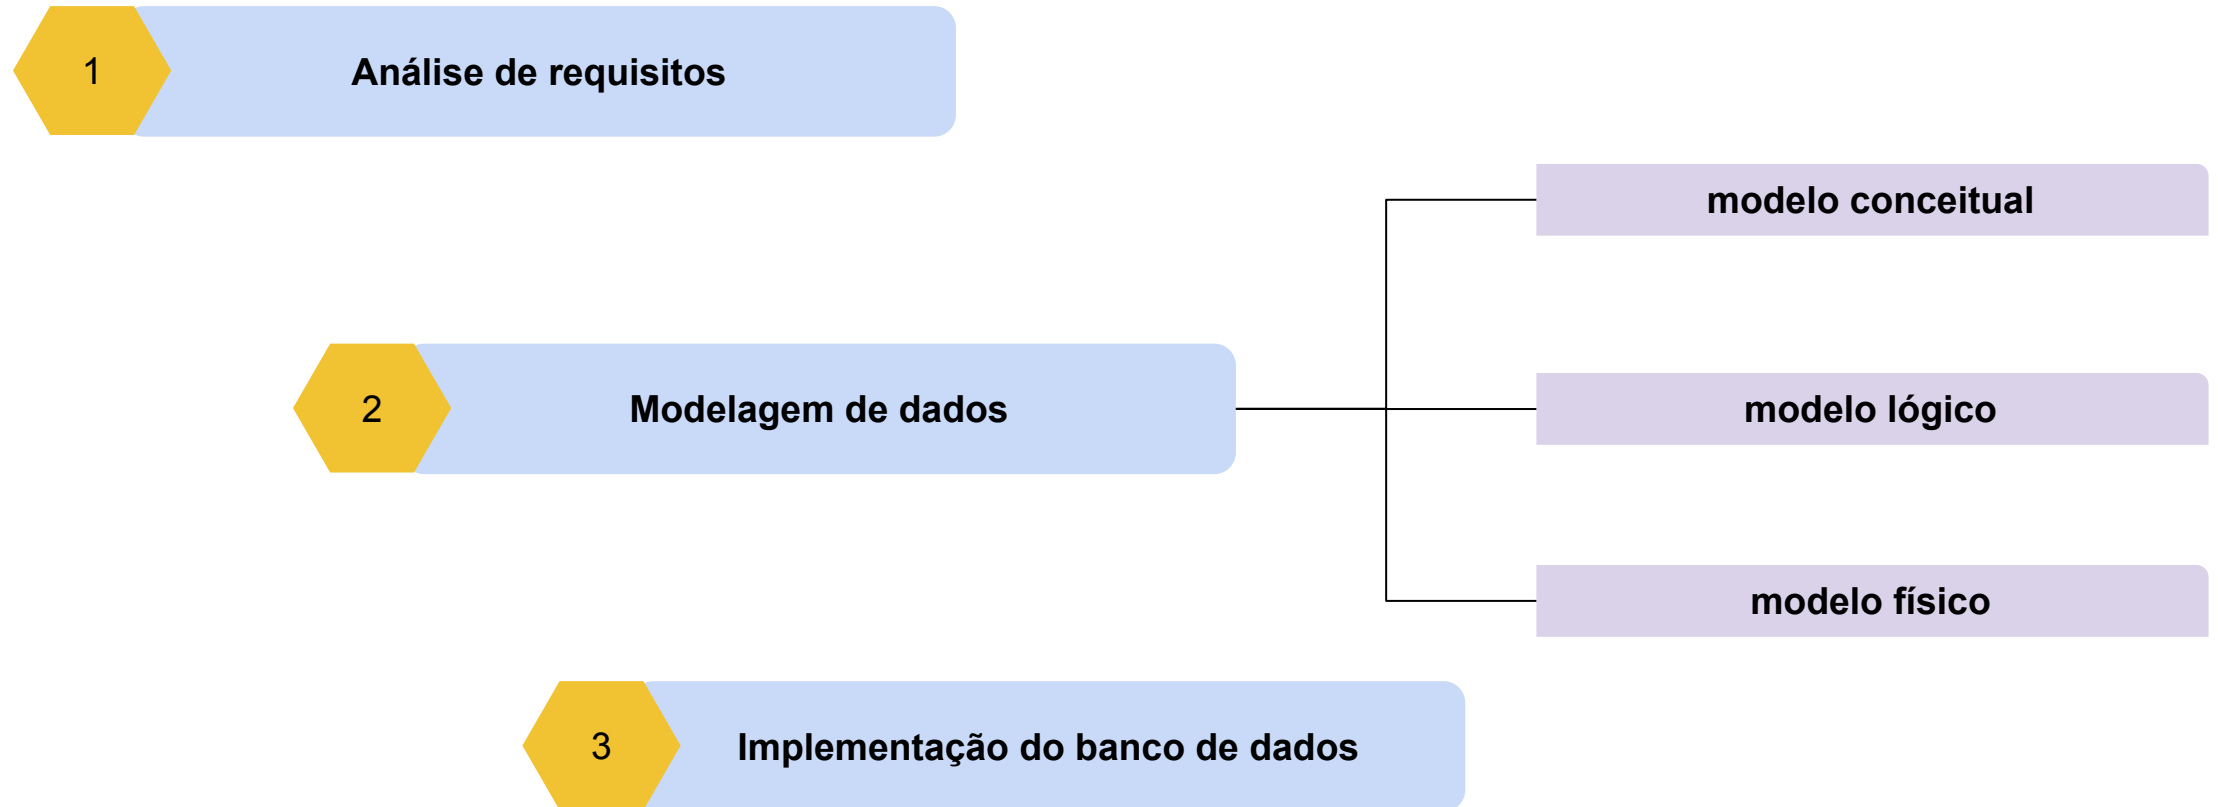 1
Análise de requisitos
modelo conceitual
2
Modelagem de dados
modelo lógico
modelo físico
3
Implementação do banco de dados